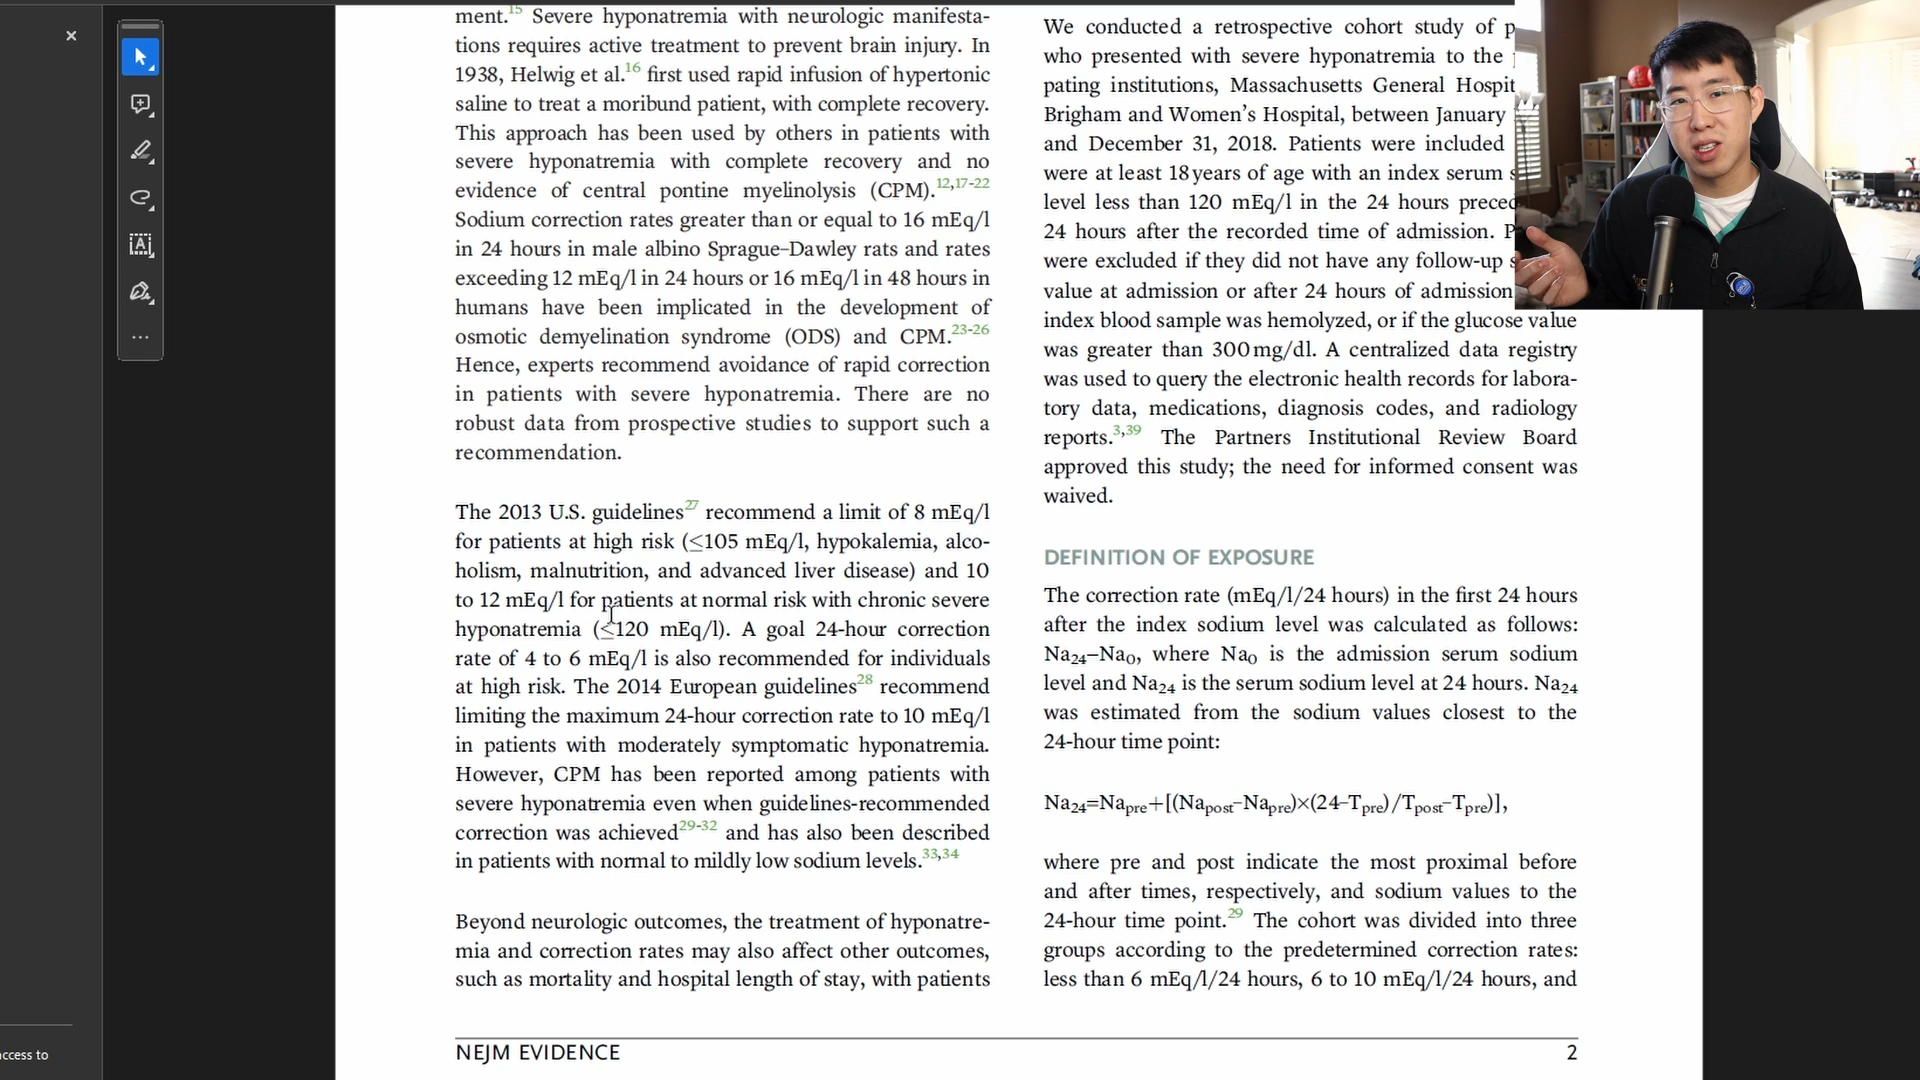 ment.15 Severe hyponatremia with neurologic manifesta-
tions requires active treatment to prevent brain injury. In
1938, Helwig et al.16 first used rapid infusion of hypertonic
saline to treat a moribund patient, with complete recovery.
This approach has been used by others in patients with
severe hyponatremia with complete recovery and no
evidence of central pontine myelinolysis (CPM).12,17-22
Sodium correction rates greater than or equal to 16 mEq/l
in 24 hours in male albino Sprague–Dawley rats and rates
exceeding 12 mEq/l in 24 hours or 16 mEq/l in 48 hours in
humans have been implicated in the development of
osmotic demyelination syndrome (ODS) and CPM.23-26
Hence, experts recommend avoidance of rapid correction
in patients with severe hyponatremia. There are no
robust data from prospective studies to support such a
recommendation.
The 2013 U.S. guidelines27 recommend a limit of 8 mEq/l
for patients at high risk (≤105 mEq/l, hypokalemia, alco-
holism, malnutrition, and advanced liver disease) and 10
to 12 mEq/l for patients at normal risk with chronic severe
hyponatremia (≤120 mEq/l). A goal 24-hour correction
rate of 4 to 6 mEq/l is also recommended for individuals
at high risk. The 2014 European guidelines28 recommend
limiting the maximum 24-hour correction rate to 10 mEq/l
in patients with moderately symptomatic hyponatremia.
However, CPM has been reported among patients with
severe hyponatremia even when guidelines-recommended
correction was achieved29-32 and has also been described
in patients with normal to mildly low sodium levels.33,34
Beyond neurologic outcomes, the treatment of hyponatre-
mia and correction rates may also affect other outcomes,
such as mortality and hospital length of stay, with patients
We conducted a retrospective cohort study of p
who presented with severe hyponatremia to the
pating institutions, Massachusetts General Hospit
Brigham and Women's Hospital, between January
and December 31, 2018. Patients were included
were at least 18 years of age with an index serum s
level less than 120 mEq/l in the 24 hours preced
24 hours after the recorded time of admission. P
were excluded if they did not have any follow-up s
value at admission or after 24 hours of admission
index blood sample was hemolyzed, or if the glucose value
was greater than 300 mg/dl. A centralized data registry
was used to query the electronic health records for labora-
tory data, medications, diagnosis codes, and radiology
reports.3,39 The Partners Institutional Review Board
approved this study; the need for informed consent was
waived.
DEFINITION OF EXPOSURE
The correction rate (mEq/l/24 hours) in the first 24 hours
after the index sodium level was calculated as follows:
Na24–Na0, where Na0 is the admission serum sodium
level and Na24 is the serum sodium level at 24 hours. Na24
was estimated from the sodium values closest to the
24-hour time point:
Na24=Napre+[(Napost–Napre)×(24–Tpre)/Tpost–Tpre)],
where pre and post indicate the most proximal before
and after times, respectively, and sodium values to the
24-hour time point.29 The cohort was divided into three
groups according to the predetermined correction rates:
less than 6 mEq/l/24 hours, 6 to 10 mEq/l/24 hours, and
NEJM EVIDENCE
2
ccess to